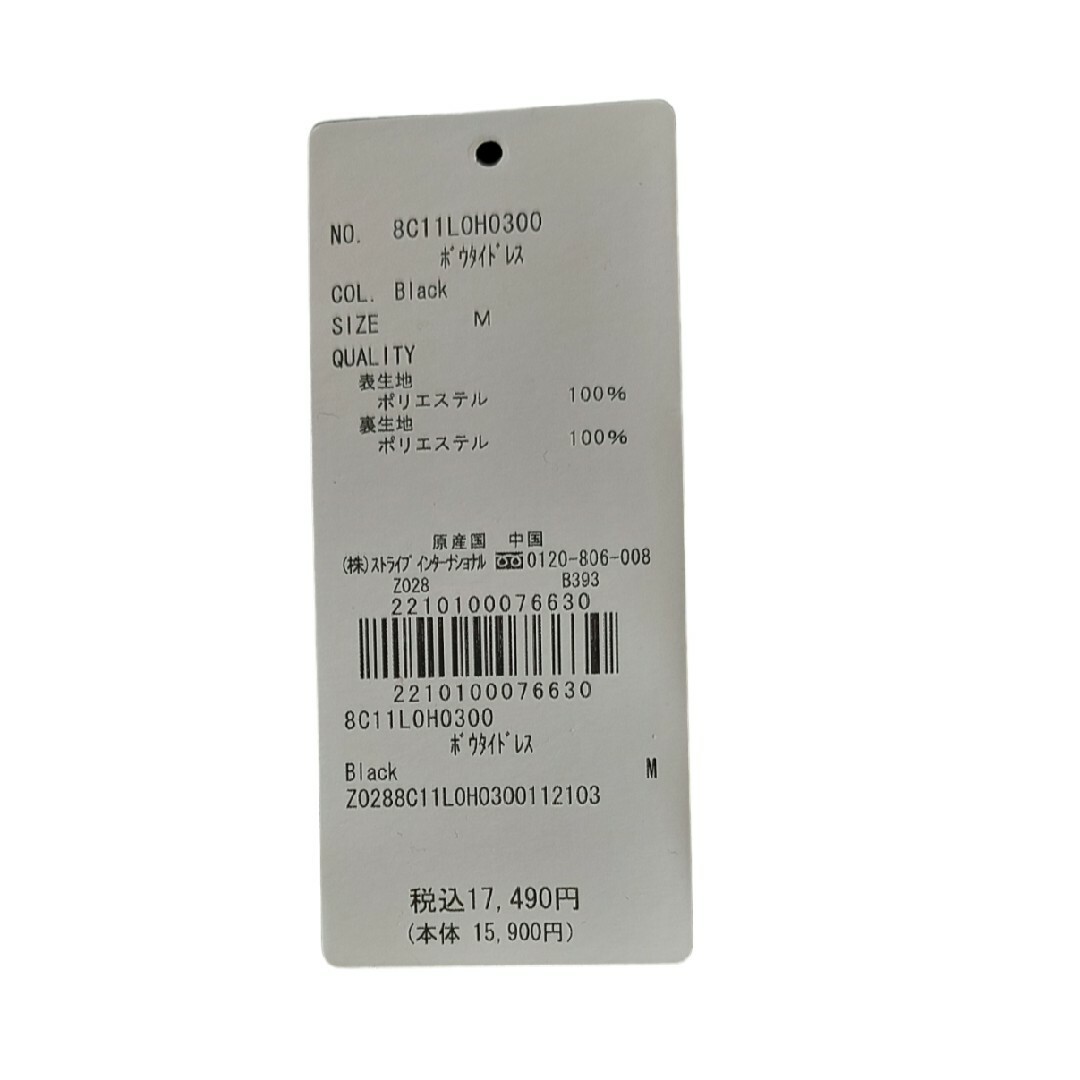 NO. 8C11L0H0300
ﾎﾞｳﾀｲﾄﾞﾚｽ
COL. Black
SIZE M
QUALITY
表生地
ポリエステル 100%
裏生地
ポリエステル 100%
原産国 中国
(株)ｽﾄﾗｲﾌﾟｲﾝﾀｰﾅｼｮﾅﾙ 0120-806-008
Z028 B393
2210100076630
2210100076630
8C11L0H0300
ﾎﾞｳﾀｲﾄﾞﾚｽ
Black M
Z0288C11L0H0300112103
税込17,490円
(本体 15,900円)